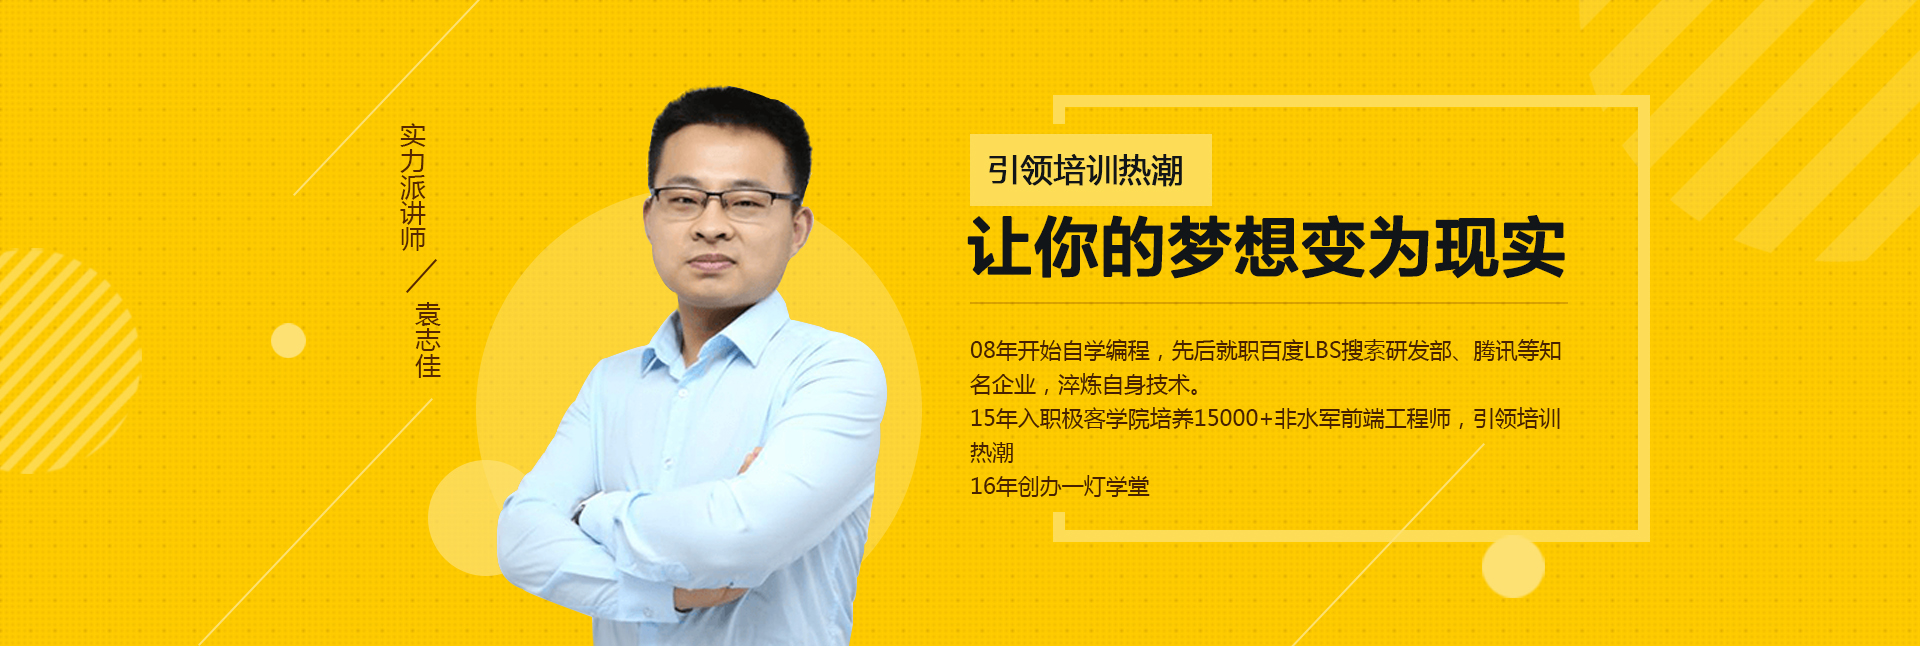 实力派讲师
/
袁志佳
引领培训热潮
让你的梦想变为现实
08年开始自学编程，先后就职百度LBS搜索研发部、腾讯等知
名企业，淬炼自身技术。
15年入职极客学院培养15000+非水军前端工程师，引领培训
热潮
16年创办一灯学堂